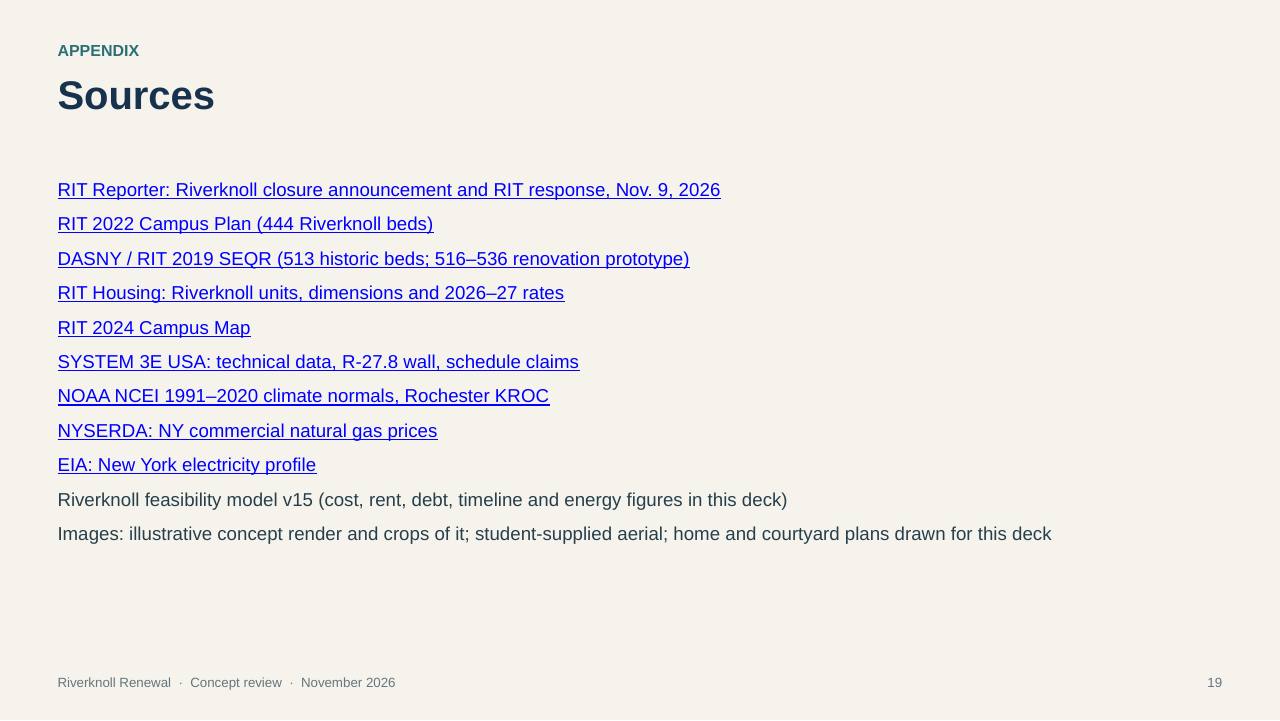 APPENDIX
Sources
RIT Reporter: Riverknoll closure announcement and RIT response, Nov. 9, 2026
RIT 2022 Campus Plan (444 Riverknoll beds)
DASNY / RIT 2019 SEQR (513 historic beds; 516–536 renovation prototype)
RIT Housing: Riverknoll units, dimensions and 2026–27 rates
RIT 2024 Campus Map
SYSTEM 3E USA: technical data, R-27.8 wall, schedule claims
NOAA NCEI 1991–2020 climate normals, Rochester KROC
NYSERDA: NY commercial natural gas prices
EIA: New York electricity profile
Riverknoll feasibility model v15 (cost, rent, debt, timeline and energy figures in this deck)
Images: illustrative concept render and crops of it; student-supplied aerial; home and courtyard plans drawn for this deck
Riverknoll Renewal · Concept review · November 2026
19